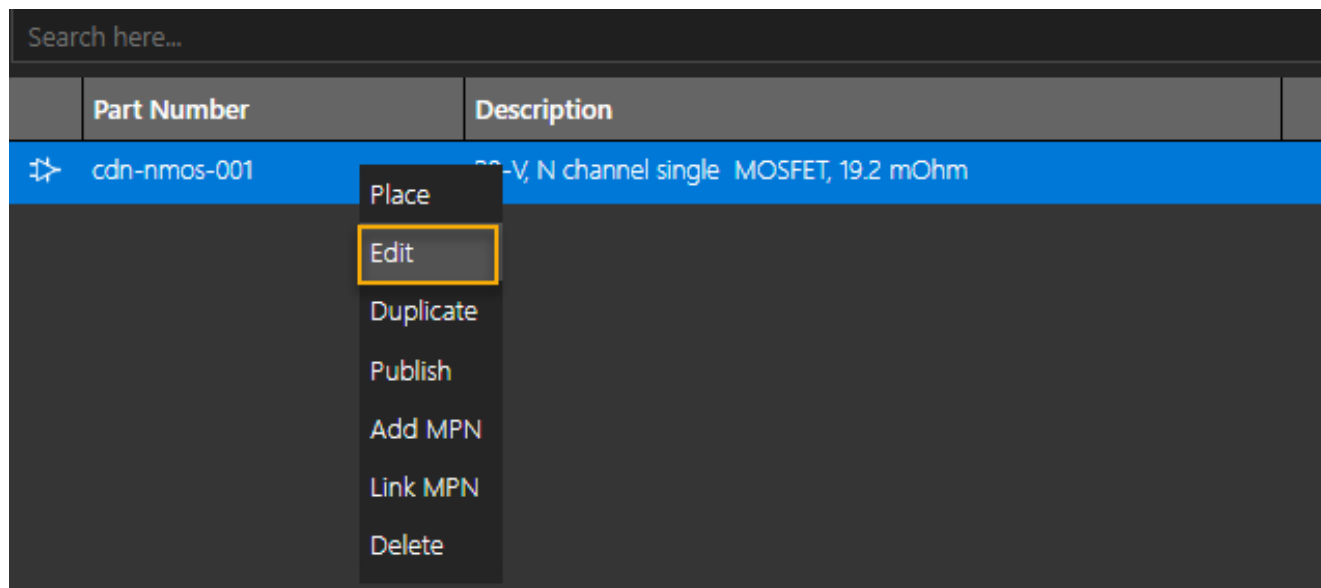 Search here...
Part Number Description
cdn-nmos-001 -V, N channel single MOSFET, 19.2 mOhm
Place
Edit
Duplicate
Publish
Add MPN
Link MPN
Delete